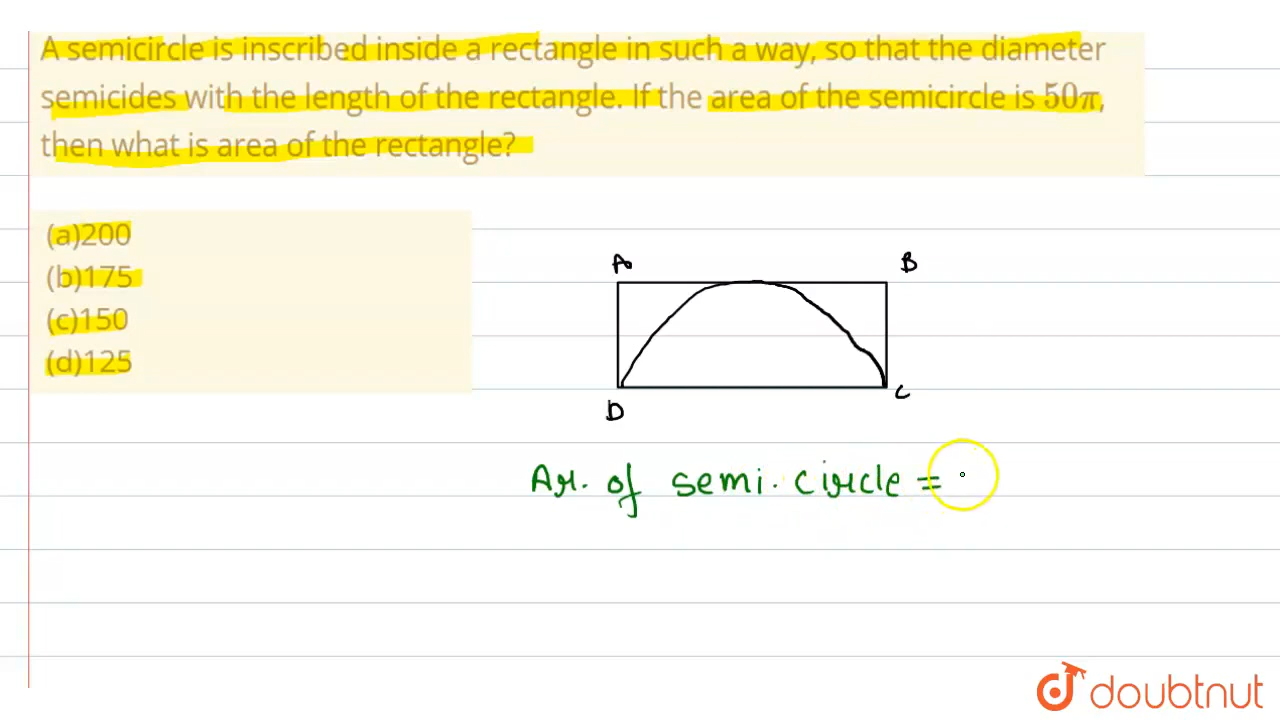 A semicircle is inscribed inside a rectangle in such a way, so that the diameter
semicides with the length of the rectangle. If the area of the semicircle is 50π,
then what is area of the rectangle?
(a)200
(b)175
(c)150
(d)125
A B
D C
Ar. of semi. circle =
doubtnut